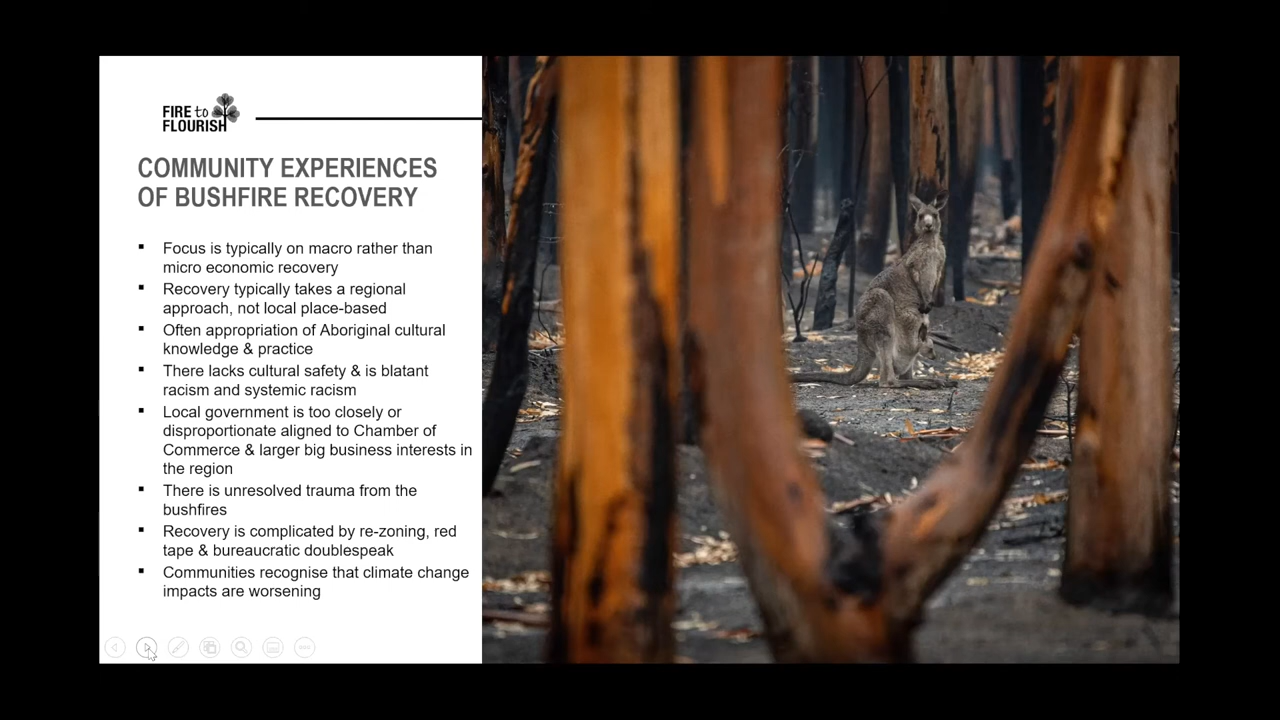 FIRE to
FLOURISH
COMMUNITY EXPERIENCES
OF BUSHFIRE RECOVERY
▪ Focus is typically on macro rather than
micro economic recovery
▪ Recovery typically takes a regional
approach, not local place-based
▪ Often appropriation of Aboriginal cultural
knowledge & practice
▪ There lacks cultural safety & is blatant
racism and systemic racism
▪ Local government is too closely or
disproportionate aligned to Chamber of
Commerce & larger big business interests in
the region
▪ There is unresolved trauma from the
bushfires
▪ Recovery is complicated by re-zoning, red
tape & bureaucratic doublespeak
▪ Communities recognise that climate change
impacts are worsening